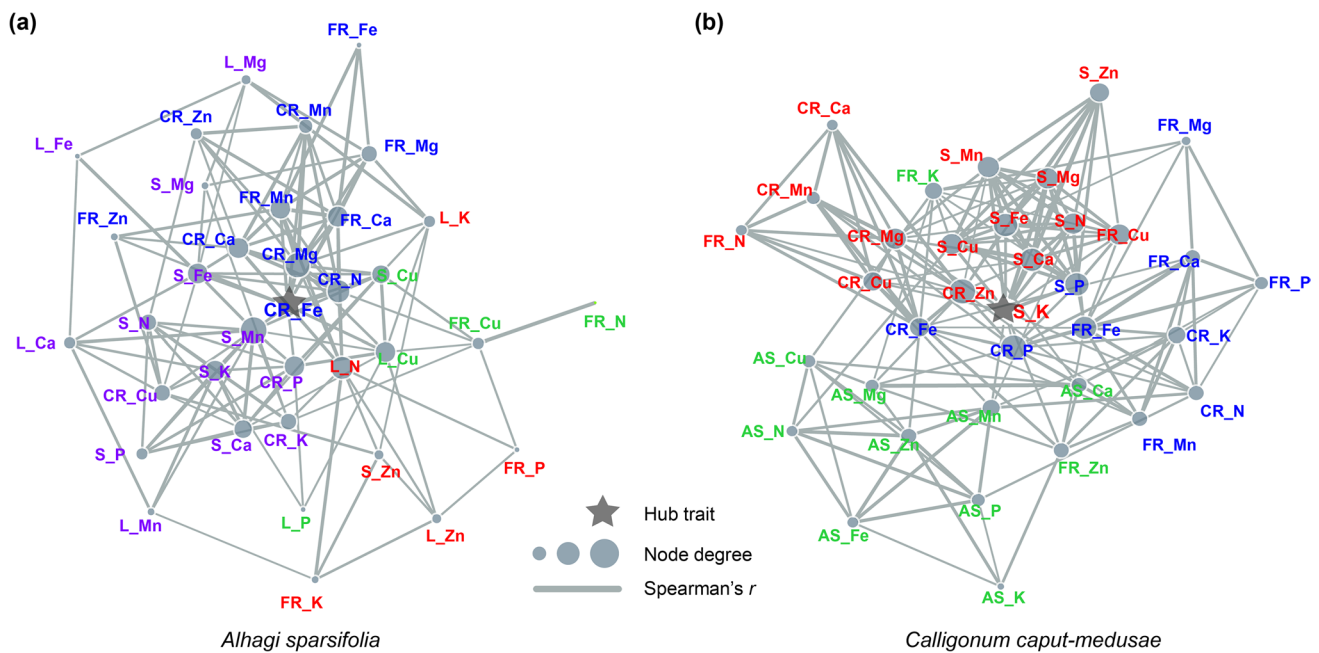 (a)
(b)
FR_Fe
L_Mg
S_Zn
CR_Zn
CR_Mn
CR_Ca
FR_Mg
L_Fe
FR_Mg
S_Mn
S_Mg
S_Mg
FR_K
CR_Mn
FR_Zn
FR_Mn
FR_Ca
L_K
S_Fe
S_N
FR_N
CR_Mg
S_Cu
FR_Cu
CR_Ca
CR_Mg
S_Ca
FR_Ca
S_Fe
CR_N
S_Cu
CR_Cu
CR_Zn
S_P
FR_P
CR_Fe
S_K
S_N
S_Mn
FR_Cu
FR_N
CR_Fe
FR_Fe
CR_K
L_Ca
CR_P
L_Cu
S_K
CR_P
L_N
AS_Cu
CR_Cu
AS_Mg
AS_Ca
CR_N
AS_Mn
S_Ca
CR_K
AS_N
AS_Zn
FR_Mn
S_P
S_Zn
FR_P
FR_Zn
L_Mn
L_P
L_Zn
AS_P
AS_Fe
FR_K
AS_K
Hub trait
Node degree
Spearman's r
Alhagi sparsifolia
Calligonum caput-medusae